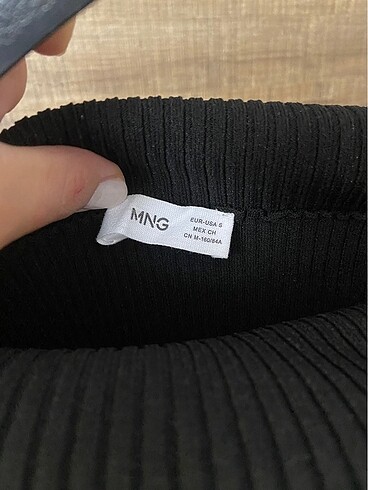 MNG
EUR-USA S
MEX CH
CN M-160/84A